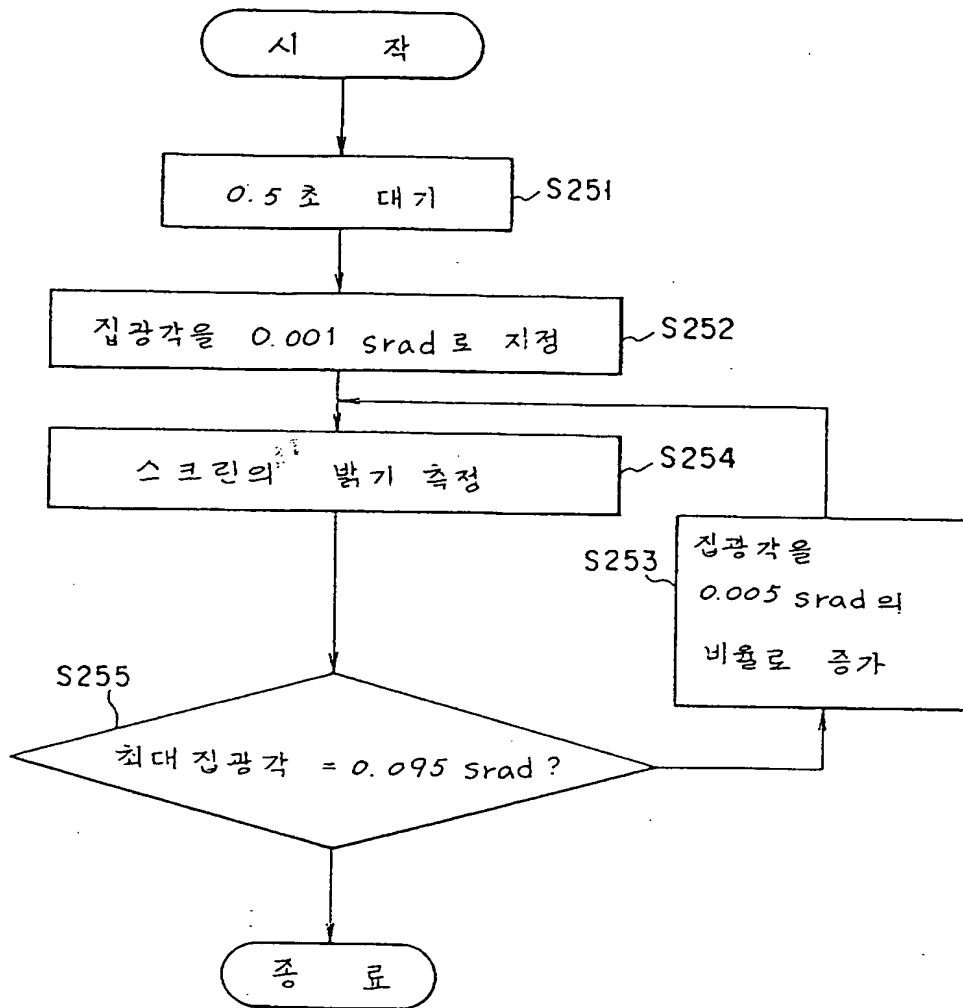 시 작
0.5초 대기
S251
집광각을 0.001 srad로 지정
S252
스크린의 밝기 측정
S254
S253
집광각을
0.005 srad의
비율로 증가
S255
최대집광각 = 0.095 srad?
종 료